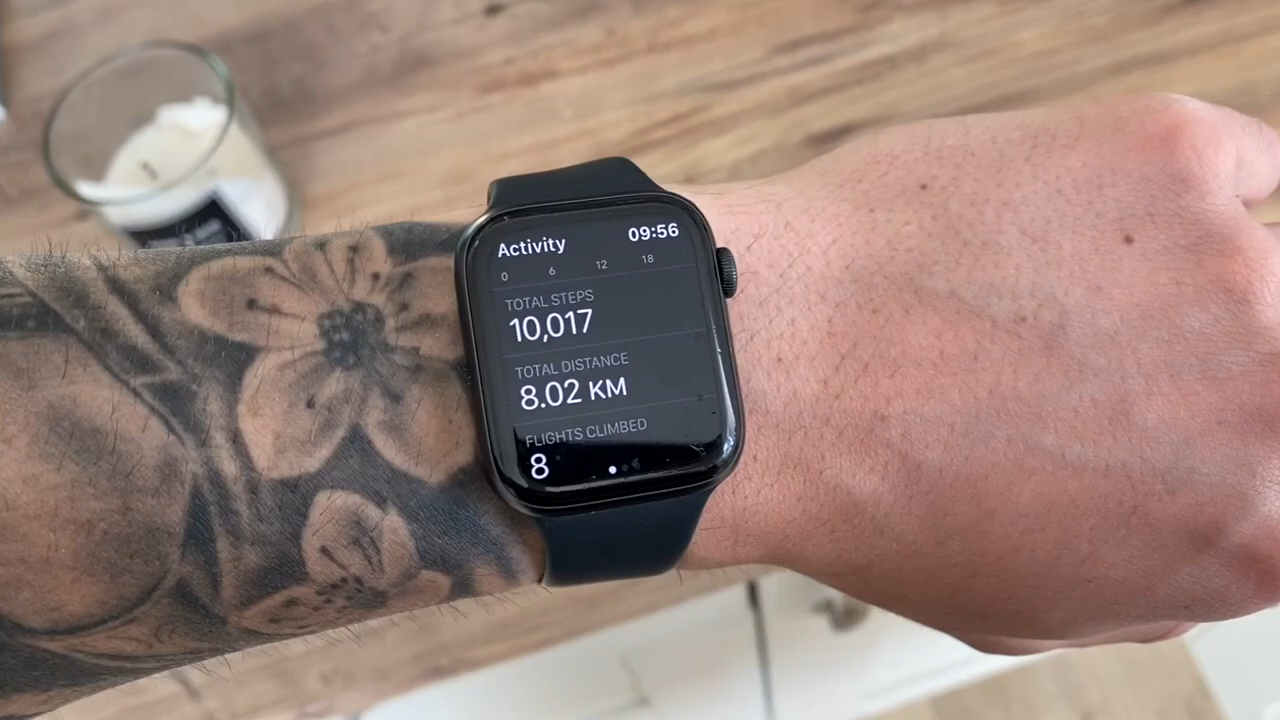 Activity 09:56
0 6 12 18
TOTAL STEPS
10,017
TOTAL DISTANCE
8.02 KM
FLIGHTS CLIMBED
8